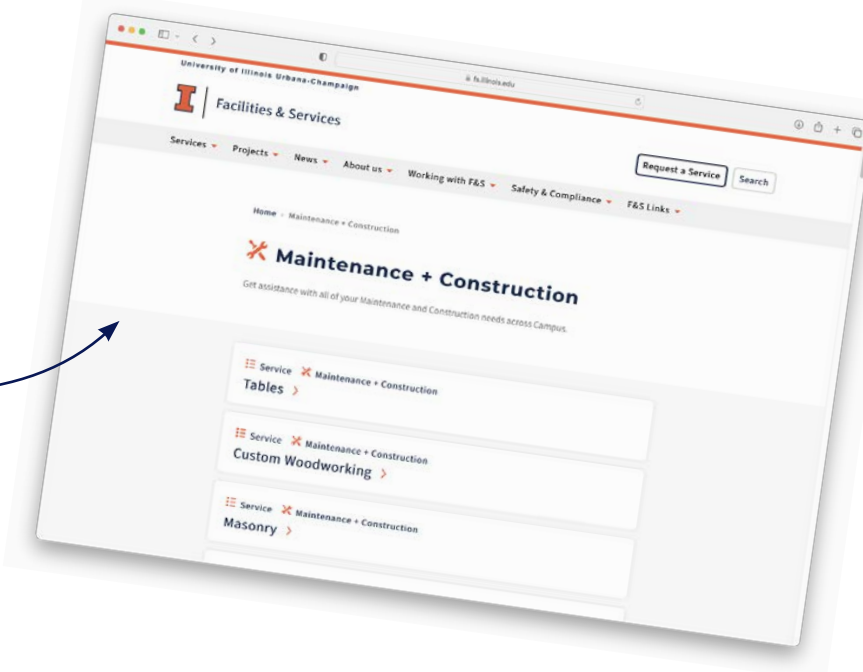 fs.illinois.edu
University of Illinois Urbana-Champaign
I
Facilities & Services
Request a Service Search
Services Projects News About us Working with F&S Safety & Compliance F&S Links
Home › Maintenance + Construction
Maintenance + Construction
Get assistance with all of your Maintenance and Construction needs across Campus.
Service Maintenance + Construction
Tables >
Service Maintenance + Construction
Custom Woodworking >
Service Maintenance + Construction
Masonry >